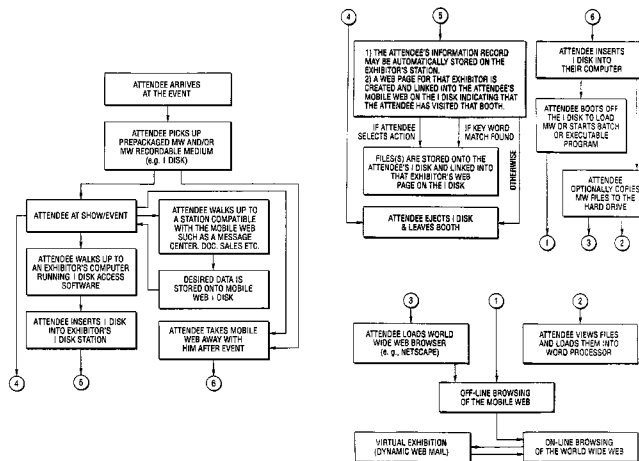 ATTENDEE ARRIVES
AT THE EVENT
ATTENDEE PICKS UP
PREPACKAGED MW AND/OR
MW RECORDABLE MEDIUM
(e.g. I DISK)
ATTENDEE AT SHOW/EVENT
ATTENDEE WALKS UP TO
A STATION COMPATIBLE
WITH THE MOBILE WEB
SUCH AS A MESSAGE
CENTER. DOC. SALES ETC.
ATTENDEE WALKS UP TO
AN EXHIBITOR'S COMPUTER
RUNNING I DISK ACCESS
SOFTWARE
DESIRED DATA IS
STORED ONTO MOBILE
WEB I DISK
ATTENDEE INSERTS I DISK
INTO EXHIBITOR'S
I DISK STATION
ATTENDEE TAKES MOBILE
WEB AWAY WITH
HIM AFTER EVENT
4
5
6
4
5
6
1) THE ATTENDEE'S INFORMATION RECORD
MAY BE AUTOMATICALLY STORED ON THE
EXHIBITOR'S STATION.
2) A WEB PAGE FOR THAT EXHIBITOR IS
CREATED AND LINKED INTO THE ATTENDEE'S
MOBILE WEB ON THE I DISK INDICATING THAT
THE ATTENDEE HAS VISITED THAT BOOTH.
IF ATTENDEE
SELECTS ACTION
IF KEY WORD
MATCH FOUND
OTHERWISE
FILES(S) ARE STORED ONTO THE
ATTENDEE'S I DISK AND LINKED INTO
THAT EXHIBITOR'S WEB
PAGE ON THE I DISK
ATTENDEE EJECTS I DISK
& LEAVES BOOTH
ATTENDEE INSERTS
I DISK INTO
THEIR COMPUTER
ATTENDEE BOOTS OFF
THE I DISK TO LOAD
MW OR STARTS BATCH
OR EXECUTABLE
PROGRAM
ATTENDEE
OPTIONALLY COPIES
MW FILES TO THE
HARD DRIVE
1
3
2
3
1
2
ATTENDEE LOADS WORLD
WIDE WEB BROWSER
(e. g., NETSCAPE)
ATTENDEE VIEWS FILES
AND LOADS THEM INTO
WORD PROCESSOR
OFF-LINE BROWSING
OF THE MOBILE WEB
VIRTUAL EXHIBITION
(DYNAMIC WEB MAIL)
ON-LINE BROWSING
OF THE WORLD WIDE WEB